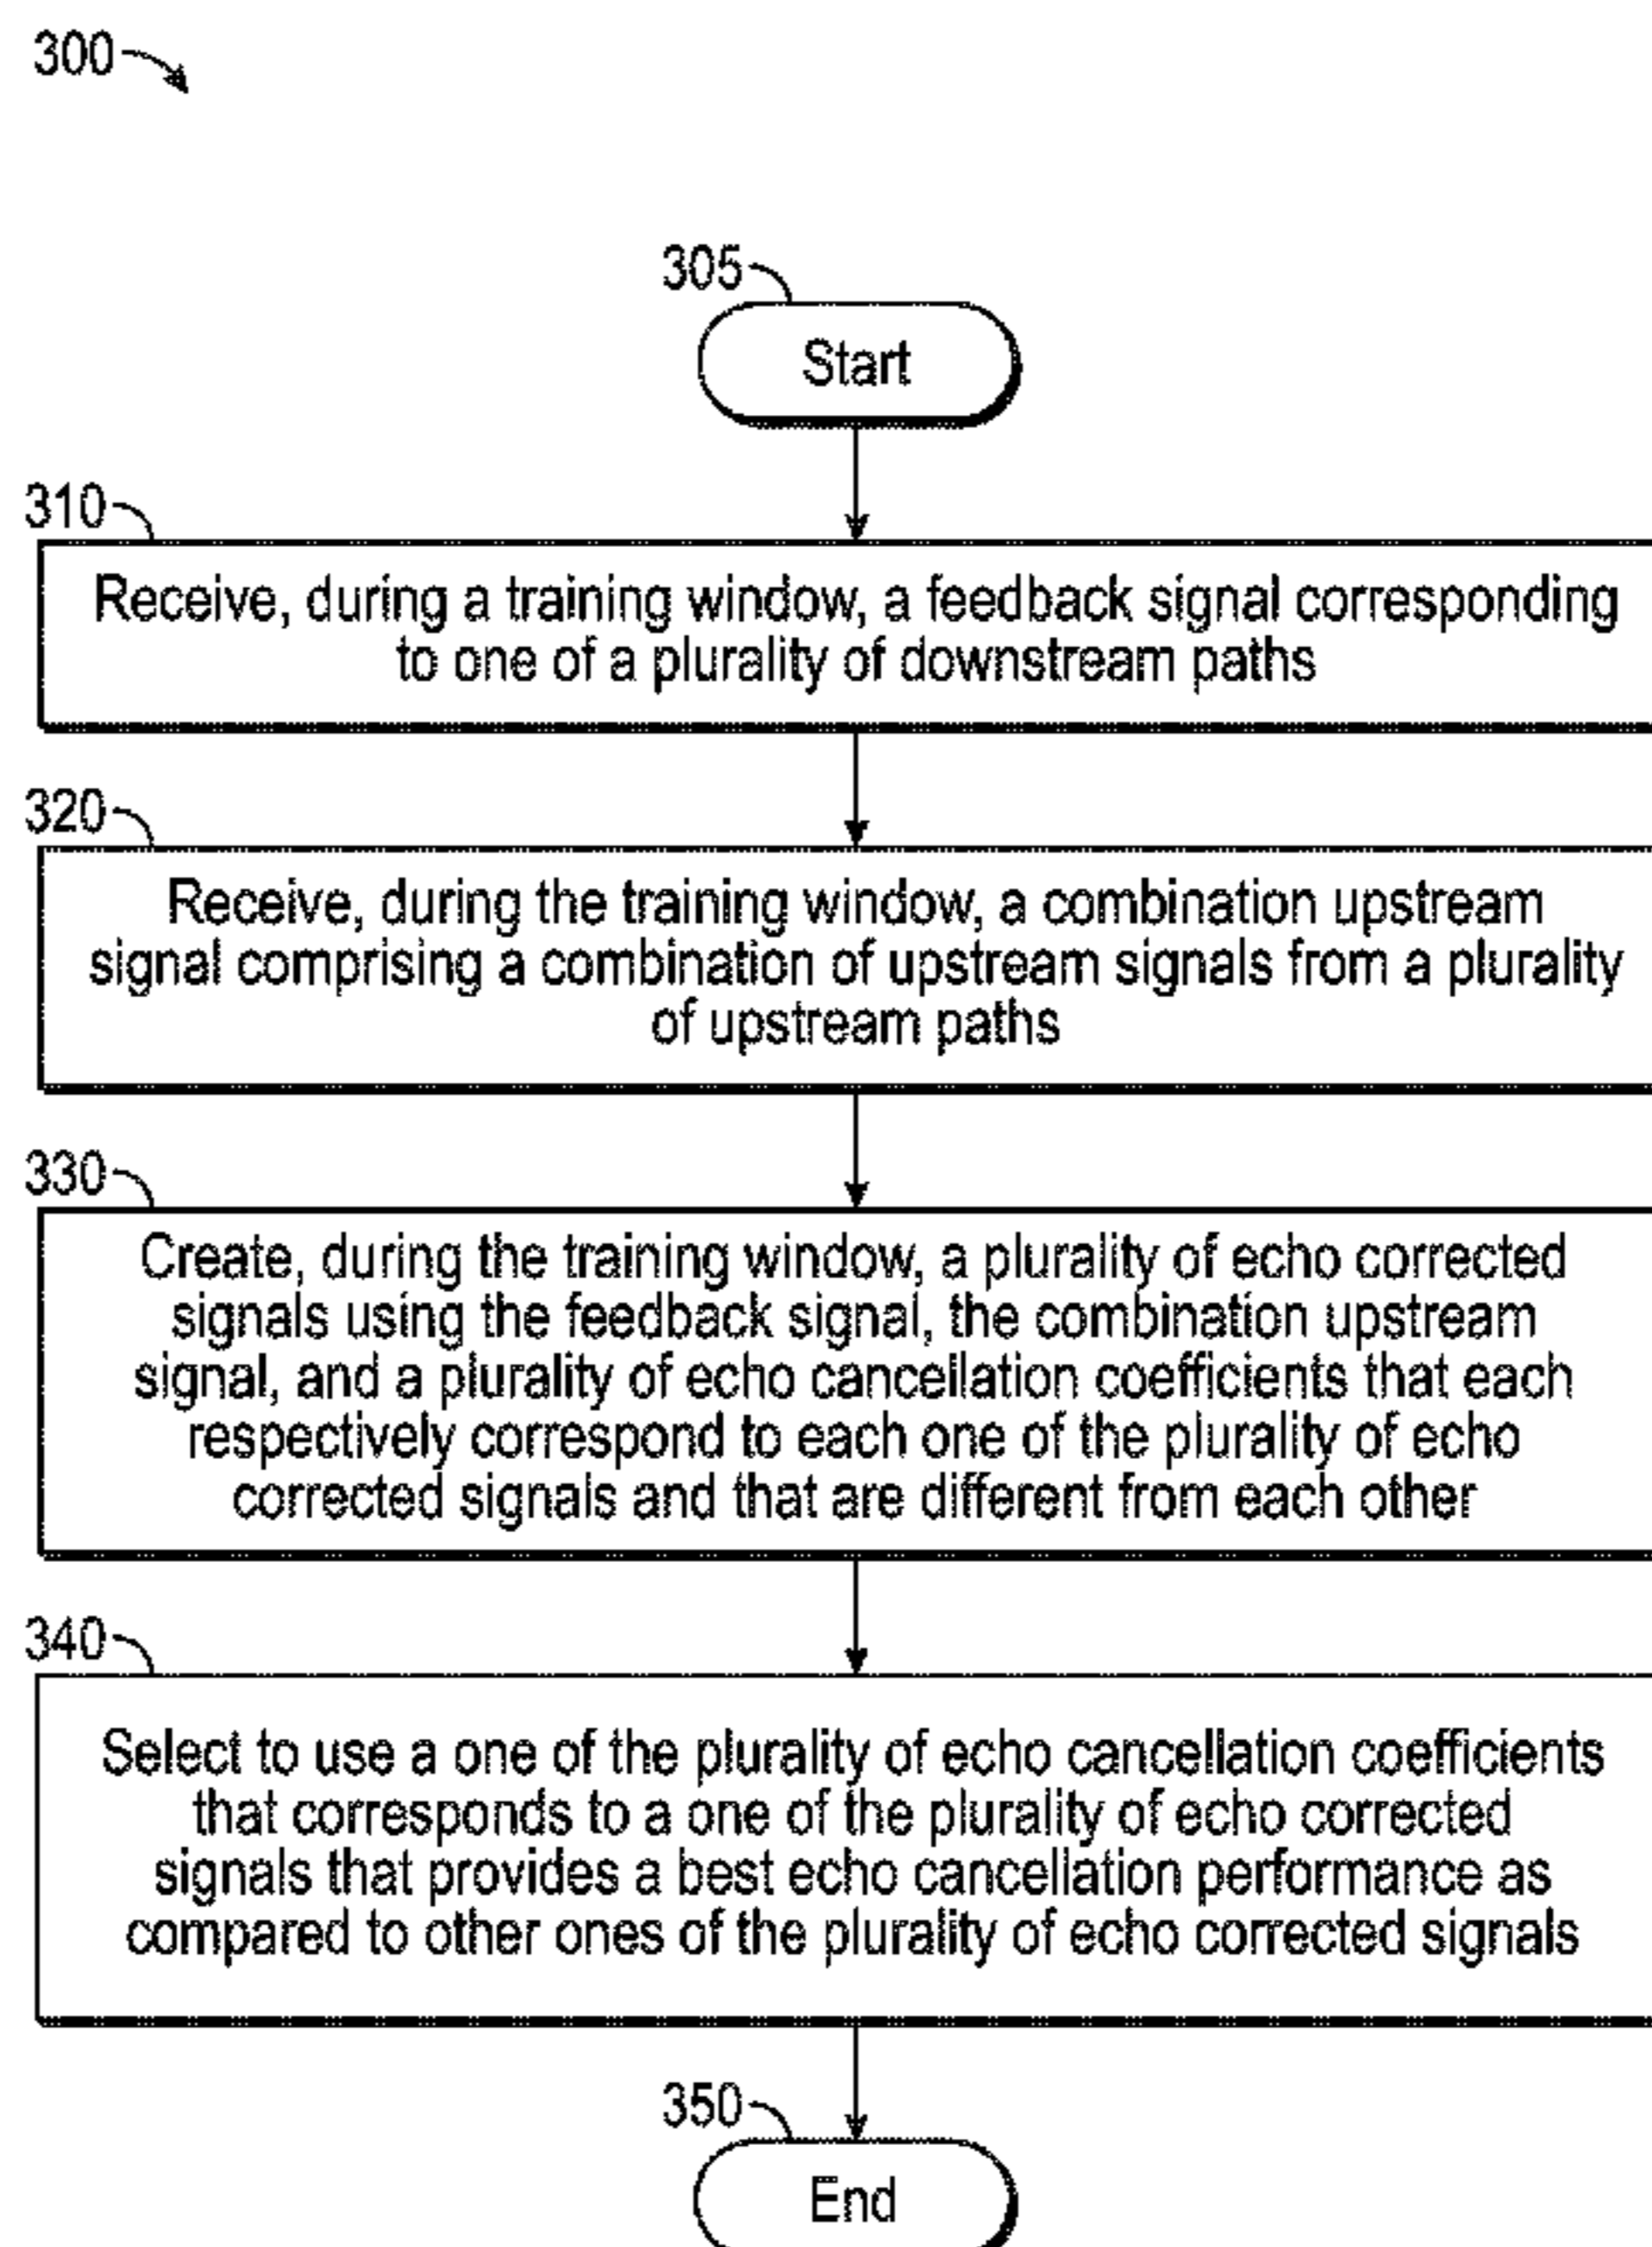 300
305
Start
310
Receive, during a training window, a feedback signal corresponding
to one of a plurality of downstream paths
320
Receive, during the training window, a combination upstream
signal comprising a combination of upstream signals from a plurality
of upstream paths
330
Create, during the training window, a plurality of echo corrected
signals using the feedback signal, the combination upstream
signal, and a plurality of echo cancellation coefficients that each
respectively correspond to each one of the plurality of echo
corrected signals and that are different from each other
340
Select to use a one of the plurality of echo cancellation coefficients
that corresponds to a one of the plurality of echo corrected
signals that provides a best echo cancellation performance as
compared to other ones of the plurality of echo corrected signals
350
End